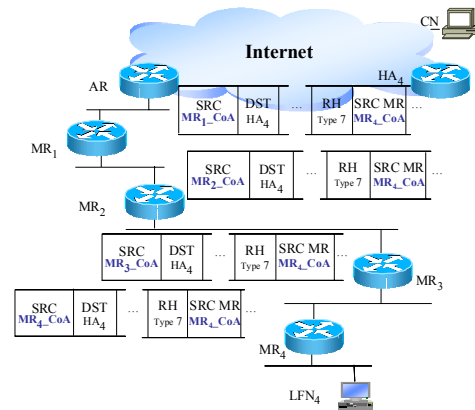 CN
Internet
AR
HA4
SRC DST ... RH SRC MR ...
MR1_CoA HA4 Type 7 MR4_CoA
MR1
SRC DST ... RH SRC MR ...
MR2_CoA HA4 Type 7 MR4_CoA
MR2
SRC DST ... RH SRC MR ...
MR3_CoA HA4 Type 7 MR4_CoA
MR3
SRC DST ... RH SRC MR ...
MR4_CoA HA4 Type 7 MR4_CoA
MR4
LFN4